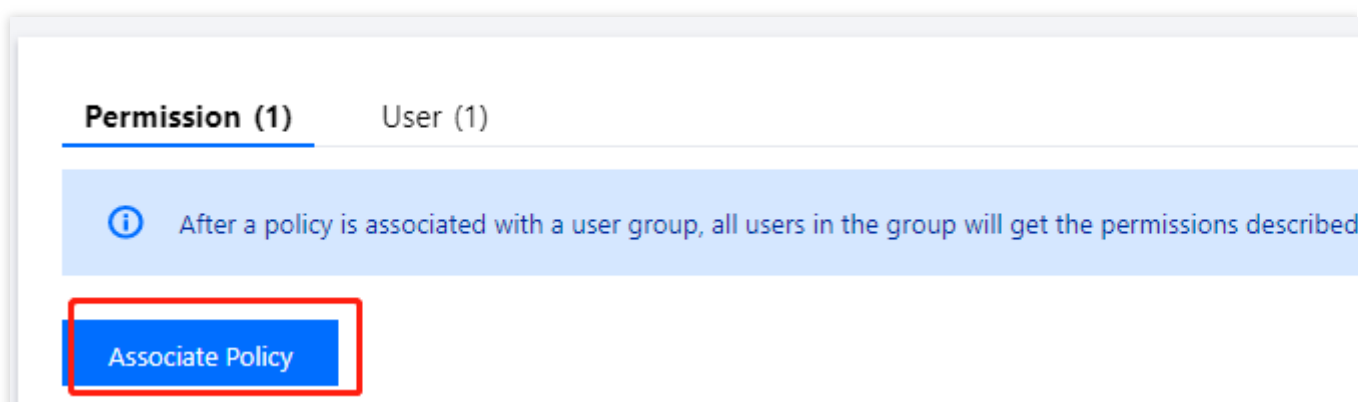 Permission (1) User (1)
After a policy is associated with a user group, all users in the group will get the permissions described
Associate Policy